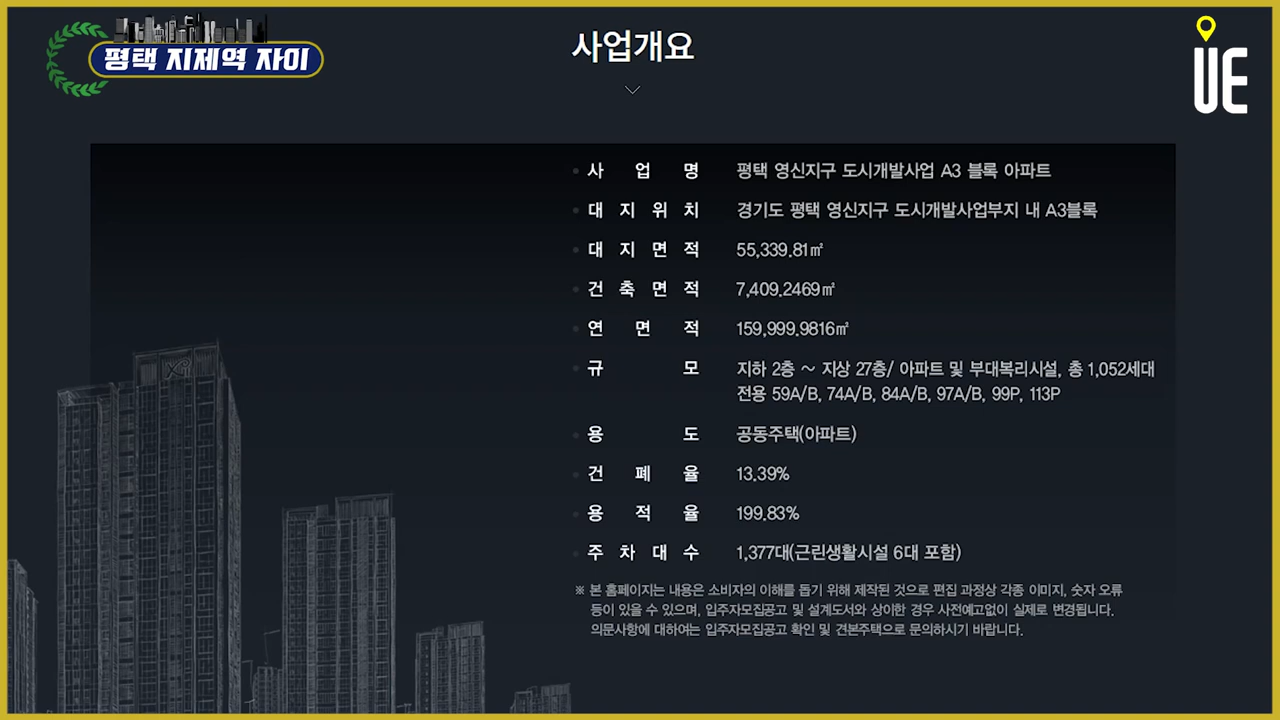 평택 지제역 자이
사업개요
UE
사업명 평택 영신지구 도시개발사업 A3 블록 아파트
대지위치 경기도 평택 영신지구 도시개발사업부지 내 A3블록
대지면적 55,339.81㎡
건축면적 7,409.2469㎡
연면적 159,999.9816㎡
규모 지하 2층 ~ 지상 27층/ 아파트 및 부대복리시설, 총 1,052세대
전용 59A/B, 74A/B, 84A/B, 97A/B, 99P, 113P
용도 공동주택(아파트)
건폐율 13.39%
용적율 199.83%
주차대수 1,377대(근린생활시설 6대 포함)
※ 본 홈페이지는 내용은 소비자의 이해를 돕기 위해 제작된 것으로 편집 과정상 각종 이미지, 숫자 오류
등이 있을 수 있으며, 입주자모집공고 및 설계도서와 상이한 경우 사전예고없이 실제로 변경됩니다.
의문사항에 대하여는 입주자모집공고 확인 및 견본주택으로 문의하시기 바랍니다.